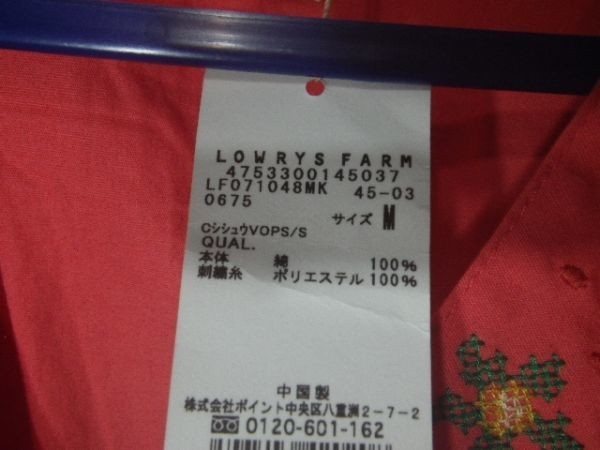 LOWRYS FARM
4753300145037
LF071048MK 45-03
0675
サイズ M
CシシュウVOPS/S
QUAL.
本体 綿 100%
刺繍糸 ポリエステル 100%
中国製
株式会社ポイント中央区八重洲2-7-2
0120-601-162